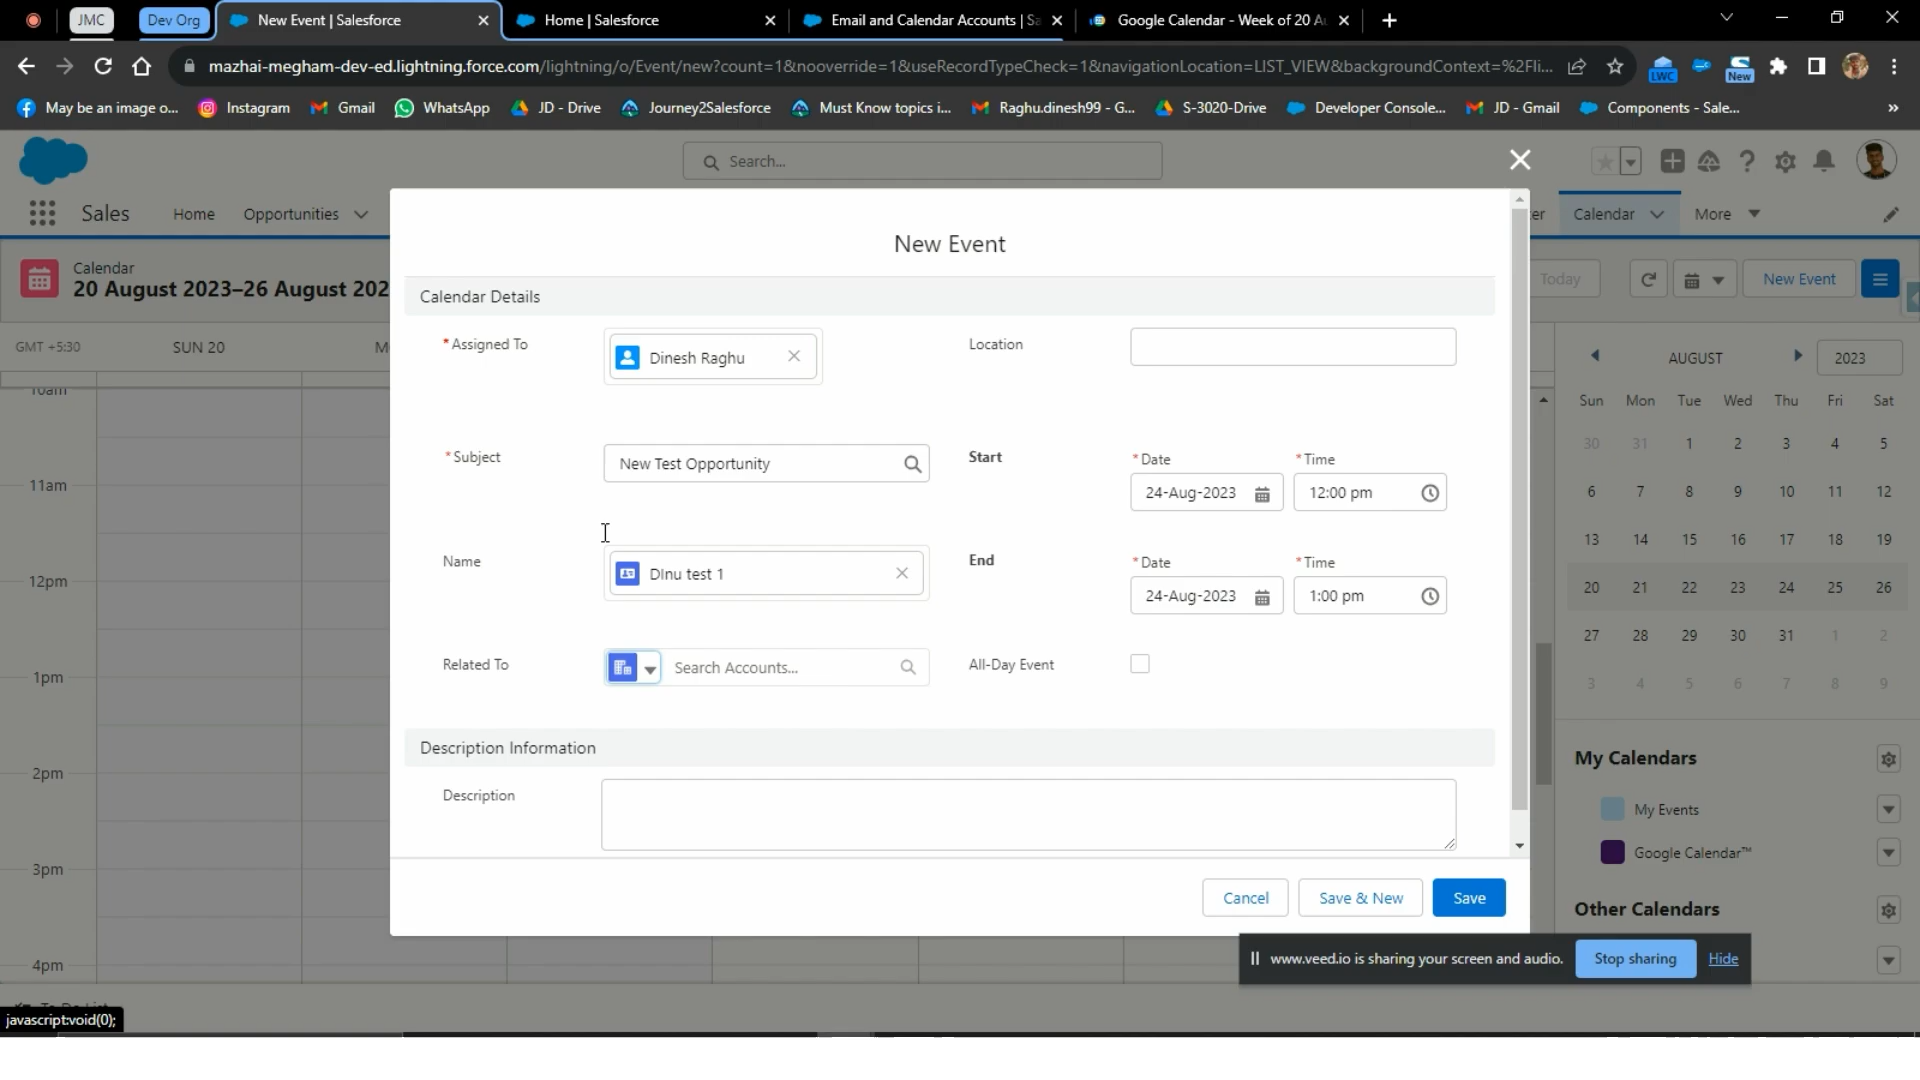 JMC
Dev Org
New Event | Salesforce
Home | Salesforce
Email and Calendar Accounts | Sa
Google Calendar - Week of 20 Au
mazhai-megham-dev-ed.lightning.force.com/lightning/o/Event/new?count=1&nooverride=1&useRecordTypeCheck=1&navigationLocation=LIST_VIEW&backgroundContext=%2Fli...
LWC
New
May be an image o...
Instagram
Gmail
WhatsApp
JD - Drive
Journey2Salesforce
Must Know topics i...
Raghu.dinesh99 - G...
S-3020-Drive
Developer Console...
JD - Gmail
Components - Sale...
Search...
Sales
Home
Opportunities
Calendar
More
Calendar
20 August 2023–26 August 202
Today
New Event
GMT +5:30
SUN 20
10am
11am
12pm
1pm
2pm
3pm
4pm
New Event
Calendar Details
*Assigned To
Dinesh Raghu
Location
*Subject
New Test Opportunity
Start
*Date
*Time
24-Aug-2023
12:00 pm
Name
DInu test 1
End
*Date
*Time
24-Aug-2023
1:00 pm
Related To
Search Accounts...
All-Day Event
Description Information
Description
Cancel
Save & New
Save
AUGUST
2023
Sun Mon Tue Wed Thu Fri Sat
30 31 1 2 3 4 5
6 7 8 9 10 11 12
13 14 15 16 17 18 19
20 21 22 23 24 25 26
27 28 29 30 31 1 2
3 4 5 6 7 8 9
My Calendars
My Events
Google Calendar™
Other Calendars
www.veed.io is sharing your screen and audio.
Stop sharing
Hide
To Do List
javascript:void(0);